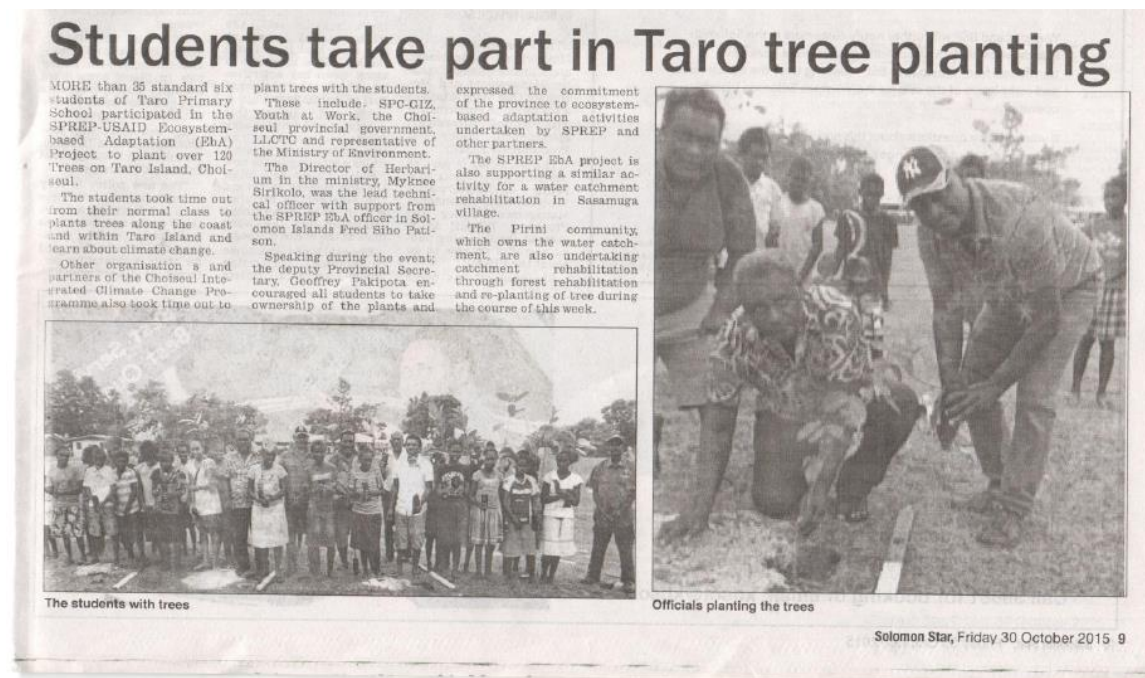 Students take part in Taro tree planting
MORE than 35 standard six
students of Taro Primary
School participated in the
SPREP-USAID Ecosystem-
based Adaptation (EbA)
Project to plant over 120
Trees on Taro Island, Choi-
seul.
The students took time out
from their normal class to
plants trees along the coast
and within Taro Island and
learn about climate change.
Other organisation s and
partners of the Choiseul Inte-
grated Climate Change Pro-
gramme also took time out to
plant trees with the students.
These include. SPC-GIZ,
Youth at Work, the Choi-
seul provincial government,
LLCTC and representative of
the Ministry of Environment.
The Director of Herbari-
um in the ministry, Myknee
Sirikolo, was the lead techni-
cal officer with support from
the SPREP EbA officer in Sol-
omon Islands Fred Siho Pati-
son.
Speaking during the event;
the deputy Provincial Secre-
tary, Geoffrey Pakipota en-
couraged all students to take
ownership of the plants and
expressed the commitment
of the province to ecosystem-
based adaptation activities
undertaken by SPREP and
other partners.
The SPREP EbA project is
also supporting a similar ac-
tivity for a water catchment
rehabilitation in Sasamuga
village.
The Pirini community,
which owns the water catch-
ment, are also undertaking
catchment rehabilitation
through forest rehabilitation
and re-planting of tree during
the course of this week.
The students with trees
Officials planting the trees
Solomon Star, Friday 30 October 2015 9